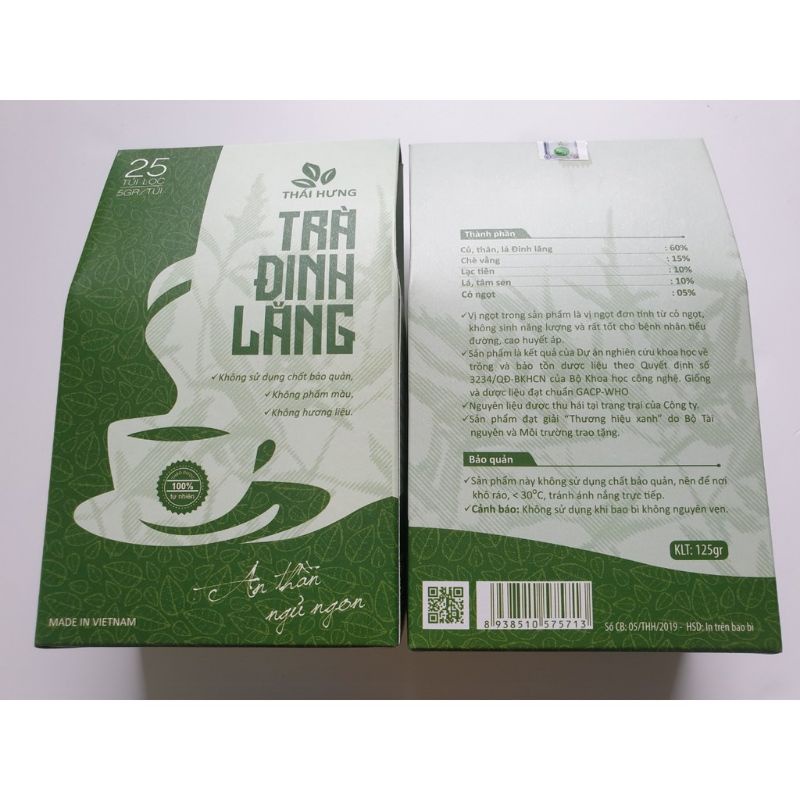 25
TÚI LỌC
5GR/TÚI
THÁI HƯNG
TRÀ
ĐINH
LĂNG
✓Không sử dụng chất bảo quản,
✓Không phẩm màu,
✓Không hương liệu.
100%
tự nhiên
An thần
ngủ ngon
MADE IN VIETNAM
Thành phần
Củ, thân, lá Đinh lăng : 60%
Chè vằng : 15%
Lạc tiên : 10%
Lá, tâm sen : 10%
Cỏ ngọt : 05%
✓Vị ngọt trong sản phẩm là vị ngọt đơn tính từ cỏ ngọt,
không sinh năng lượng và rất tốt cho bệnh nhân tiểu
đường, cao huyết áp.
✓Sản phẩm là kết quả của Dự án nghiên cứu khoa học về
trồng và bảo tồn dược liệu theo Quyết định số
3234/QĐ-BKHCN của Bộ Khoa học công nghệ. Giống
và dược liệu đạt chuẩn GACP-WHO
✓Nguyên liệu được thu hái tại trang trại của Công ty.
✓Sản phẩm đạt giải “Thương hiệu xanh” do Bộ Tài
nguyên và Môi trường trao tặng.
Bảo quản
✓Sản phẩm này không sử dụng chất bảo quản, nên để nơi
khô ráo, < 30⁰C, tránh ánh nắng trực tiếp.
✓Cảnh báo: Không sử dụng khi bao bì không nguyên vẹn.
KLT: 125gr
8 938510 575713
Số CB: 05/THH/2019 - HSD: In trên bao bì